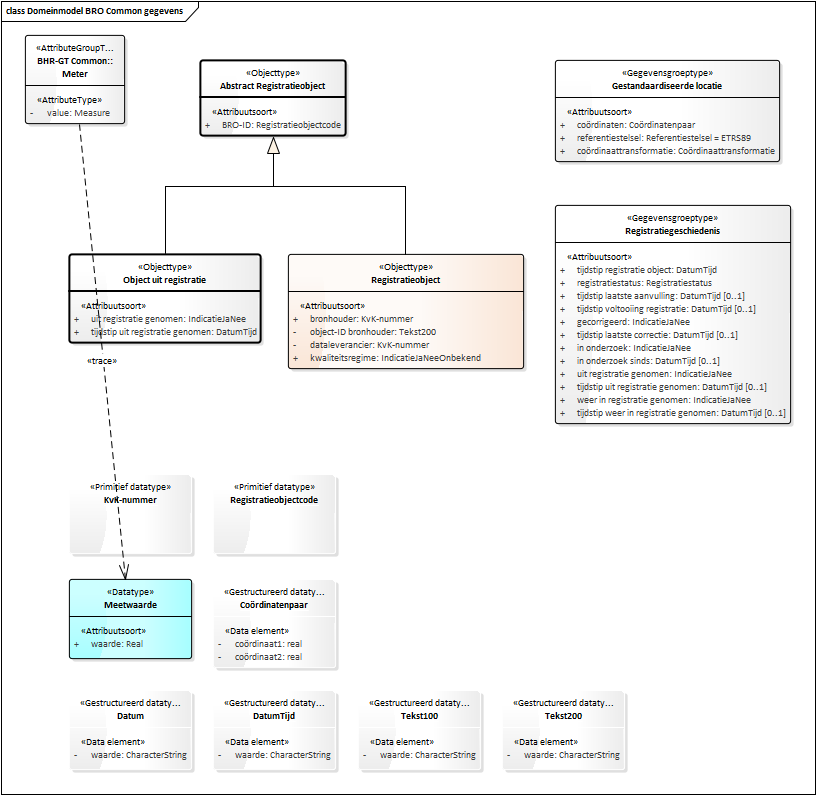 class Domeinmodel BRO Common gegevens
«AttributeGroupT...
BHR-GT Common::
Meter
«AttributeType»
- value: Measure
«Objecttype»
Abstract Registratieobject
«Attribuutsoort»
+ BRO-ID: Registratieobjectcode
«Gegevensgroeptype»
Gestandaardiseerde locatie
«Attribuutsoort»
+ coördinaten: Coördinatenpaar
+ referentiestelsel: Referentiestelsel = ETRS89
+ coördinaattransformatie: Coördinaattransformatie
«Gegevensgroeptype»
Registratiegeschiedenis
«Attribuutsoort»
+ tijdstip registratie object: DatumTijd
+ registratiestatus: Registratiestatus
+ tijdstip laatste aanvulling: DatumTijd [0..1]
+ tijdstip voltooiing registratie: DatumTijd [0..1]
+ gecorrigeerd: IndicatieJaNee
+ tijdstip laatste correctie: DatumTijd [0..1]
+ in onderzoek: IndicatieJaNee
+ in onderzoek sinds: DatumTijd [0..1]
+ uit registratie genomen: IndicatieJaNee
+ tijdstip uit registratie genomen: DatumTijd [0..1]
+ weer in registratie genomen: IndicatieJaNee
+ tijdstip weer in registratie genomen: DatumTijd [0..1]
«Objecttype»
Object uit registratie
«Attribuutsoort»
+ uit registratie genomen: IndicatieJaNee
+ tijdstip uit registratie genomen: DatumTijd
«Objecttype»
Registratieobject
«Attribuutsoort»
+ bronhouder: KvK-nummer
- object-ID bronhouder: Tekst200
- dataleverancier: KvK-nummer
+ kwaliteitsregime: IndicatieJaNeeOnbekend
«trace»
«Primitief datatype»
KvK-nummer
«Primitief datatype»
Registratieobjectcode
«Datatype»
Meetwaarde
«Attribuutsoort»
+ waarde: Real
«Gestructureerd dataty...
Coördinatenpaar
«Data element»
- coördinaat1: real
- coördinaat2: real
«Gestructureerd dataty...
Datum
«Data element»
- waarde: CharacterString
«Gestructureerd dataty...
DatumTijd
«Data element»
- waarde: CharacterString
«Gestructureerd dataty...
Tekst100
«Data element»
- waarde: CharacterString
«Gestructureerd dataty...
Tekst200
«Data element»
- waarde: CharacterString